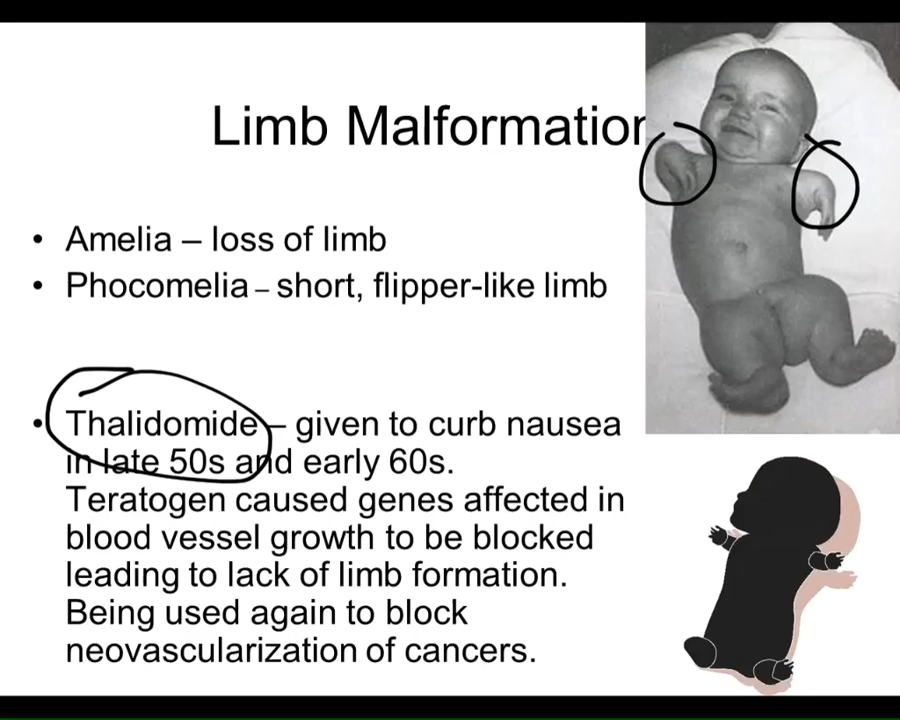 Limb Malformation
• Amelia – loss of limb
• Phocomelia – short, flipper-like limb
• Thalidomide – given to curb nausea
in late 50s and early 60s.
Teratogen caused genes affected in
blood vessel growth to be blocked
leading to lack of limb formation.
Being used again to block
neovascularization of cancers.